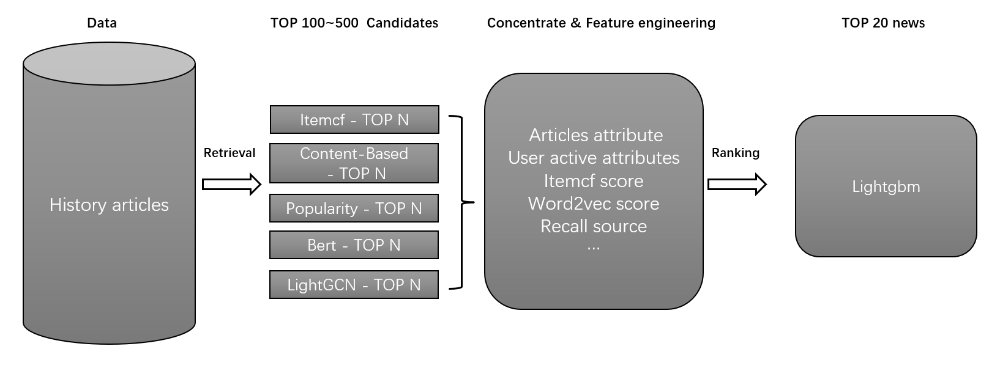 Data
TOP 100~500 Candidates
Concentrate & Feature engineering
TOP 20 news
History articles
Retrieval
Itemcf - TOP N
Content-Based
- TOP N
Popularity - TOP N
Bert - TOP N
LightGCN - TOP N
Articles attribute
User active attributes
Itemcf score
Word2vec score
Recall source
...
Ranking
Lightgbm